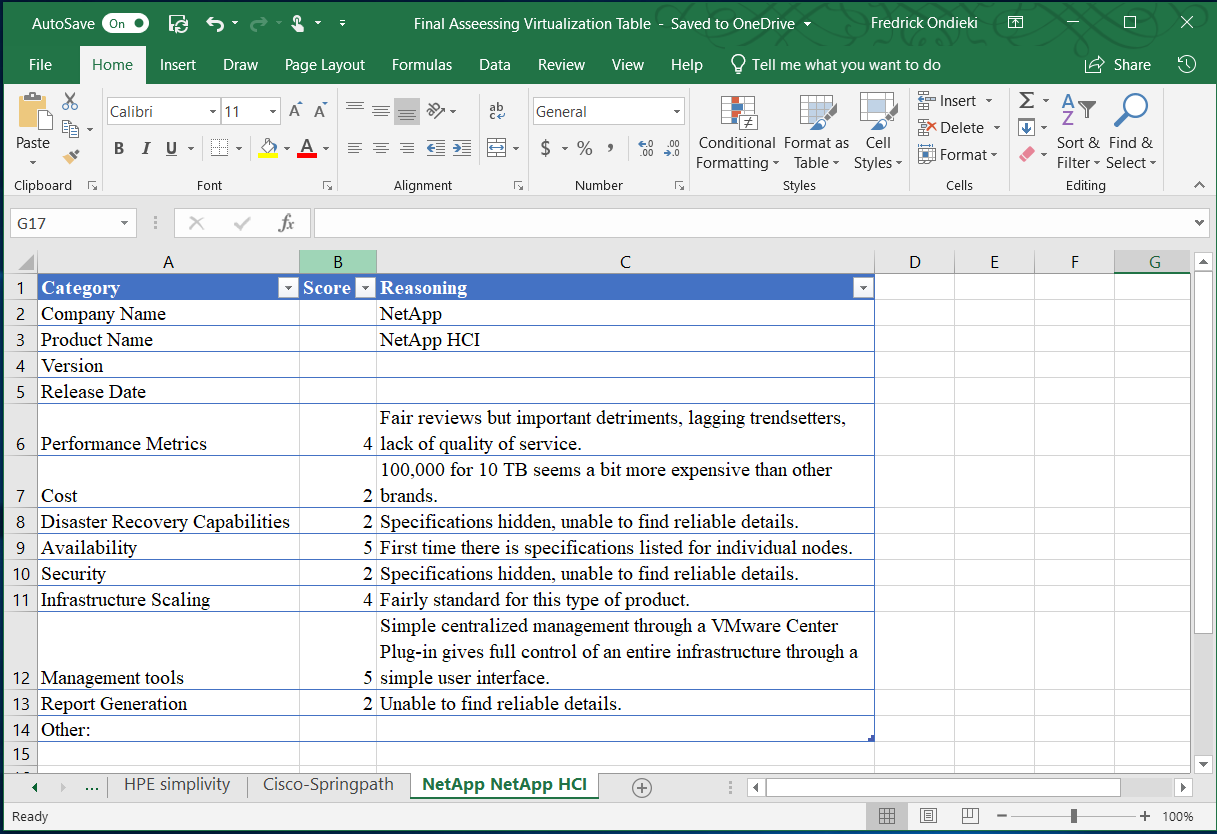 AutoSave On Final Asseessing Virtualization Table - Saved to OneDrive Fredrick Ondieki
File Home Insert Draw Page Layout Formulas Data Review View Help Tell me what you want to do Share
Paste
Clipboard
Calibri 11
B I U
Font
ab
Alignment
General
$ % ,
Number
Conditional Formatting
Format as Table
Cell Styles
Styles
Insert
Delete
Format
Cells
Sort & Filter
Find & Select
Editing
G17 fx
A B C D E F G
1 Category Score Reasoning
2 Company Name NetApp
3 Product Name NetApp HCI
4 Version
5 Release Date
Fair reviews but important detriments, lagging trendsetters,
6 Performance Metrics 4 lack of quality of service.
100,000 for 10 TB seems a bit more expensive than other
7 Cost 2 brands.
8 Disaster Recovery Capabilities 2 Specifications hidden, unable to find reliable details.
9 Availability 5 First time there is specifications listed for individual nodes.
10 Security 2 Specifications hidden, unable to find reliable details.
11 Infrastructure Scaling 4 Fairly standard for this type of product.
Simple centralized management through a VMware Center
Plug-in gives full control of an entire infrastructure through a
12 Management tools 5 simple user interface.
13 Report Generation 2 Unable to find reliable details.
14 Other:
15
... HPE simplivity Cisco-Springpath NetApp NetApp HCI
Ready 100%